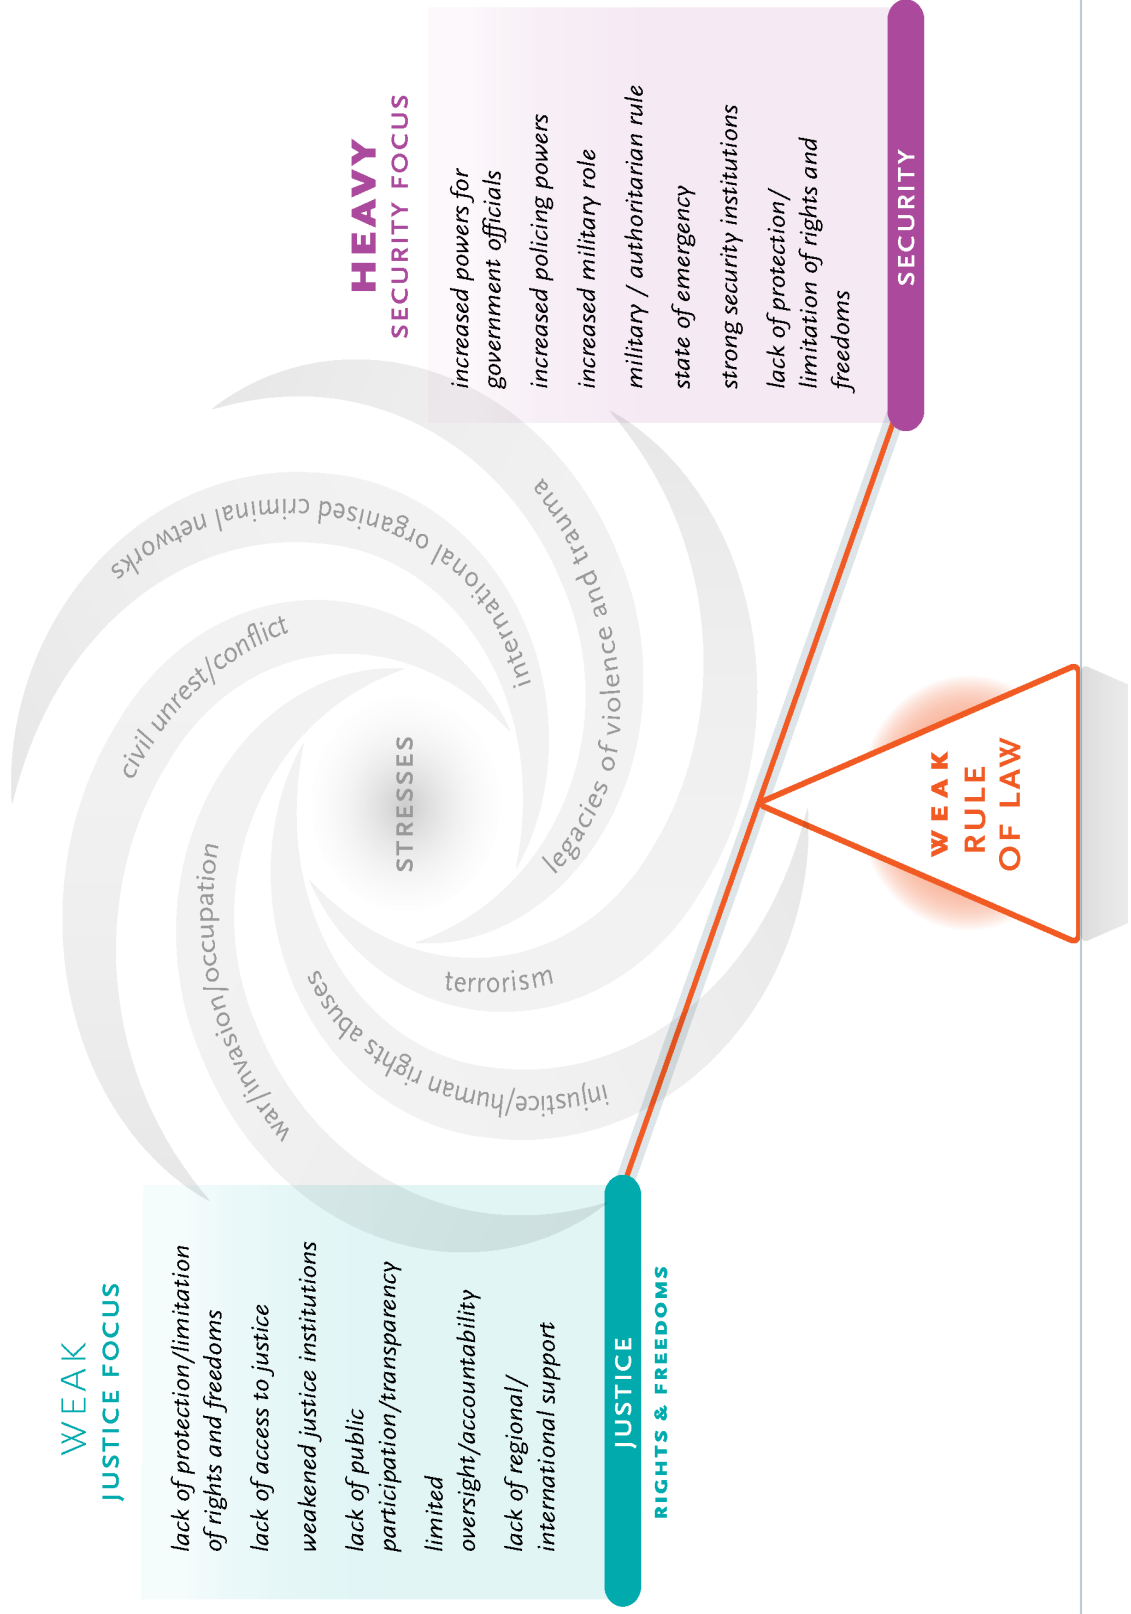 WEAK
JUSTICE FOCUS
lack of protection/limitation
of rights and freedoms
lack of access to justice
weakened justice institutions
lack of public
participation/transparency
limited
oversight/accountability
lack of regional/
international support
JUSTICE
RIGHTS & FREEDOMS
STRESSES
war/invasion/occupation
civil unrest/conflict
international organised criminal networks
injustice/human rights abuses
terrorism
legacies of violence and trauma
HEAVY
SECURITY FOCUS
increased powers for
government officials
increased policing powers
increased military role
military / authoritarian rule
state of emergency
strong security institutions
lack of protection/
limitation of rights and
freedoms
SECURITY
WEAK
RULE
OF LAW